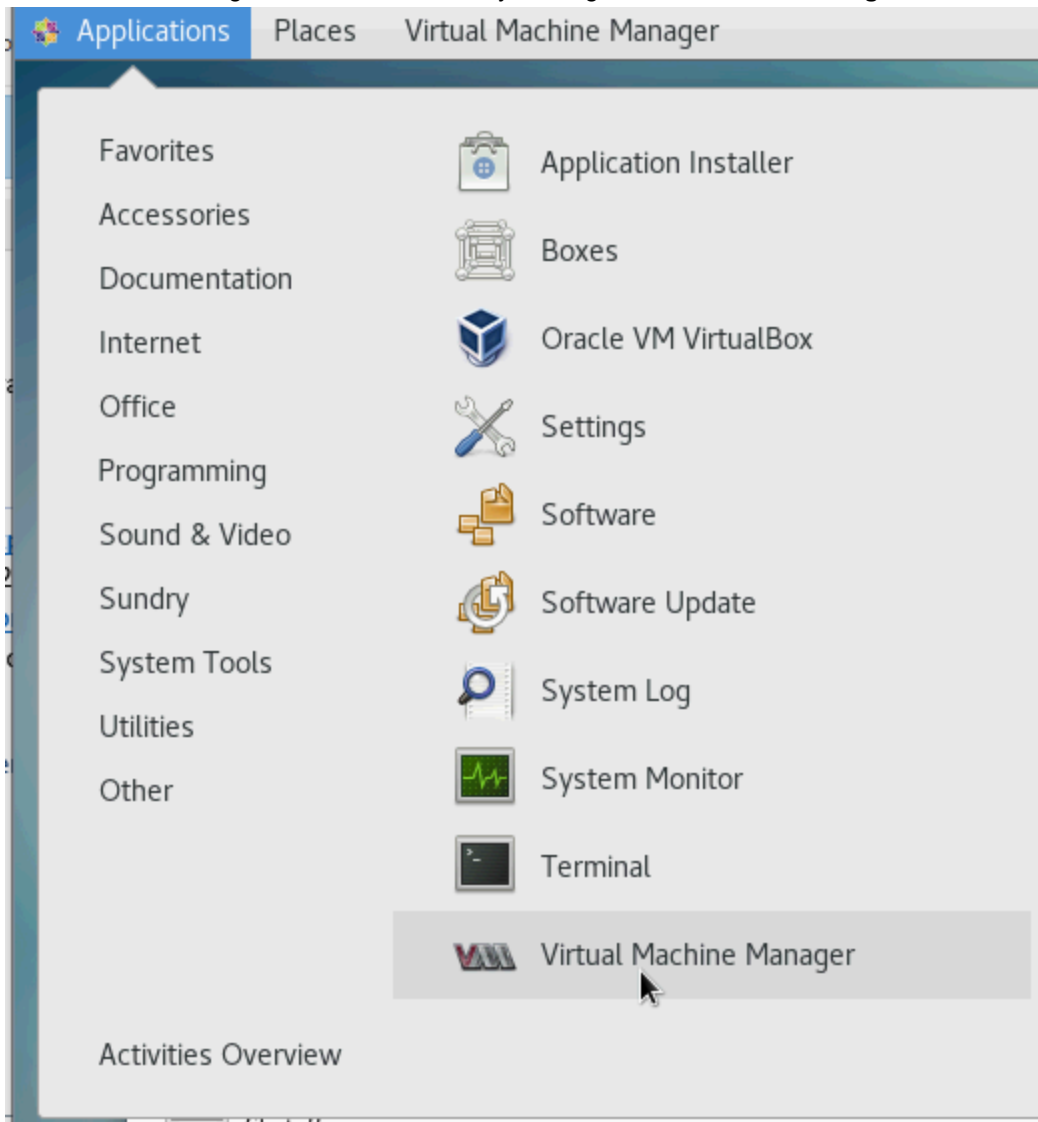 Applications Places Virtual Machine Manager
Favorites
Accessories
Documentation
Internet
Office
Programming
Sound & Video
Sundry
System Tools
Utilities
Other
Activities Overview
Application Installer
Boxes
Oracle VM VirtualBox
Settings
Software
Software Update
System Log
System Monitor
Terminal
Virtual Machine Manager